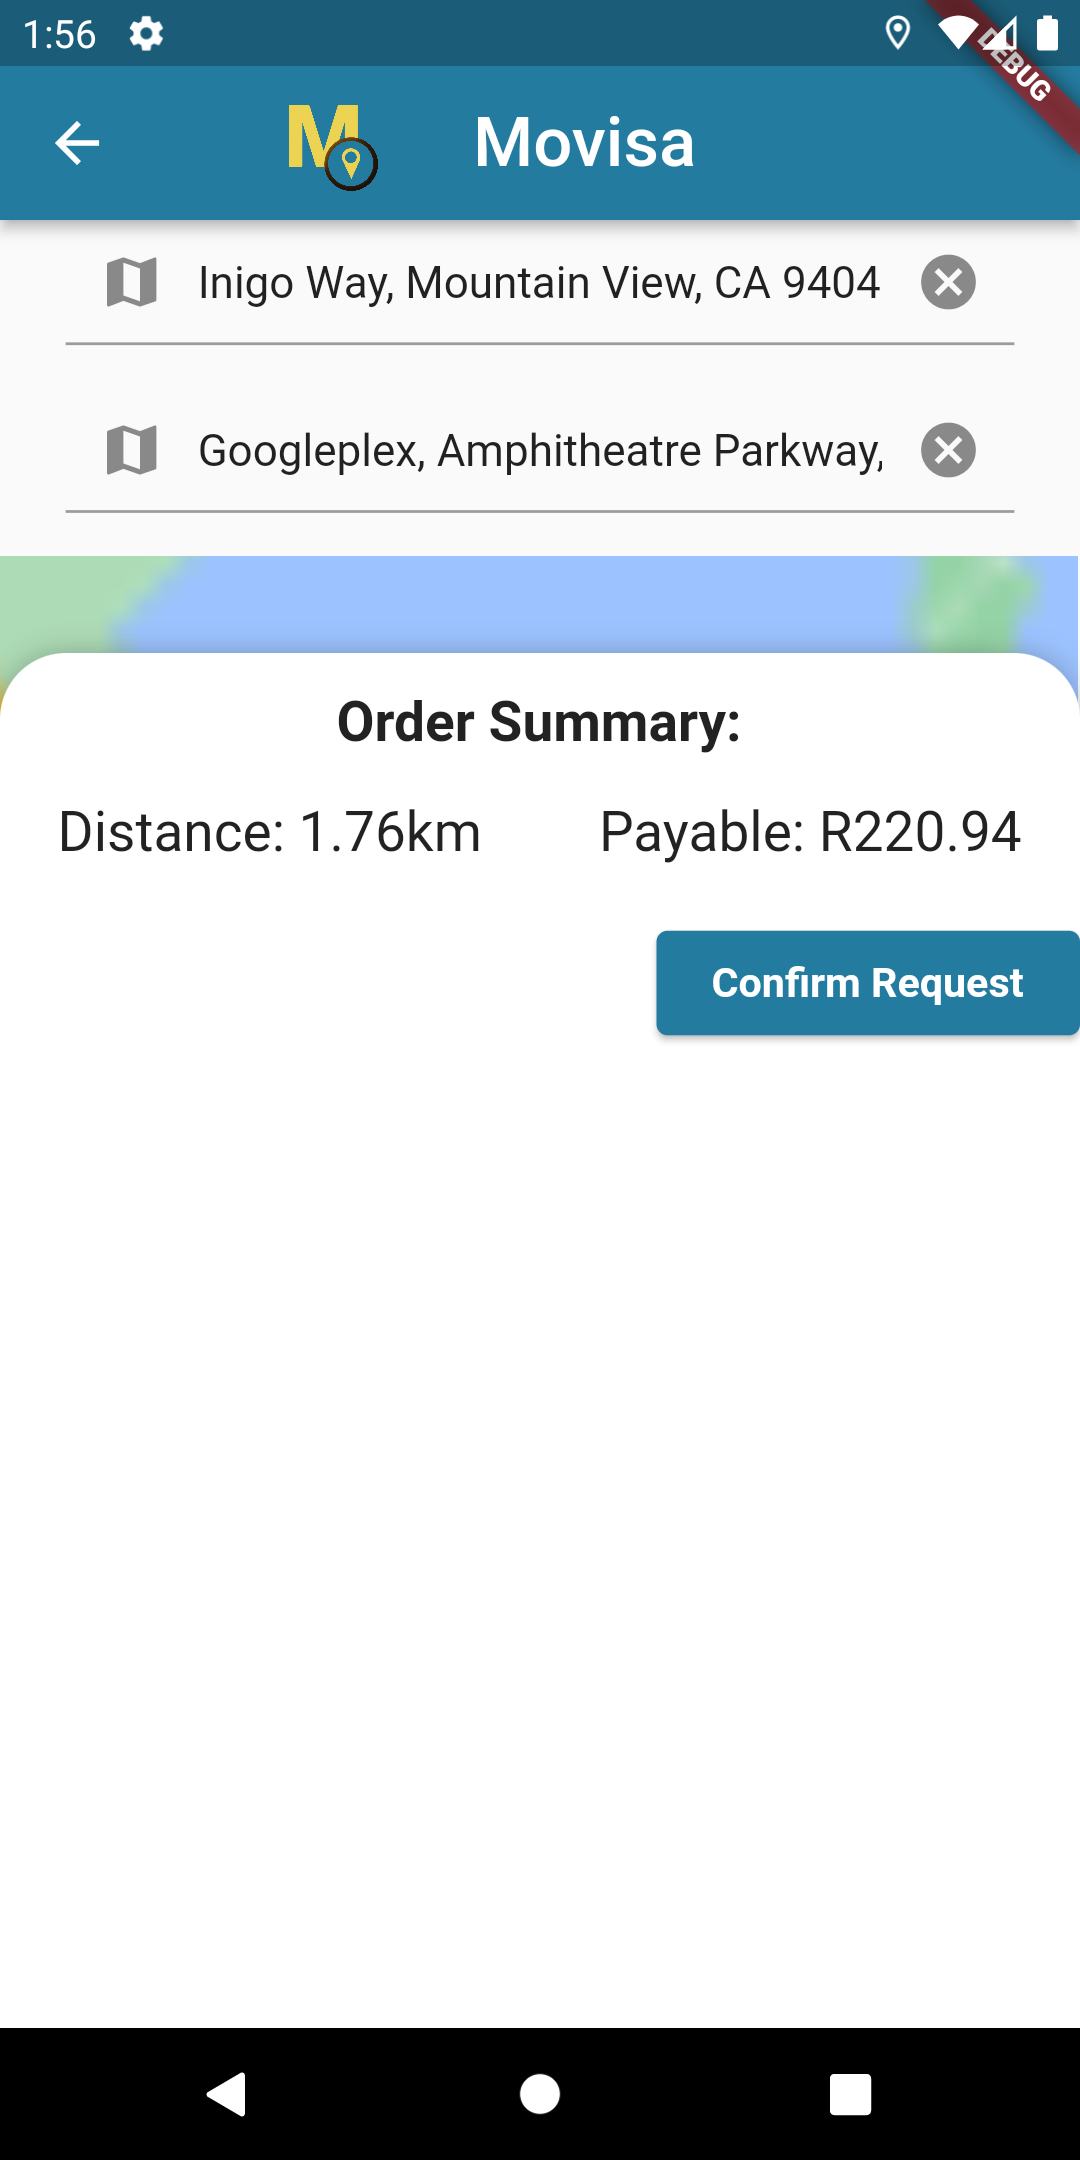 1:56
DEBUG
M
Movisa
Inigo Way, Mountain View, CA 9404
Googleplex, Amphitheatre Parkway,
Order Summary:
Distance: 1.76km Payable: R220.94
Confirm Request